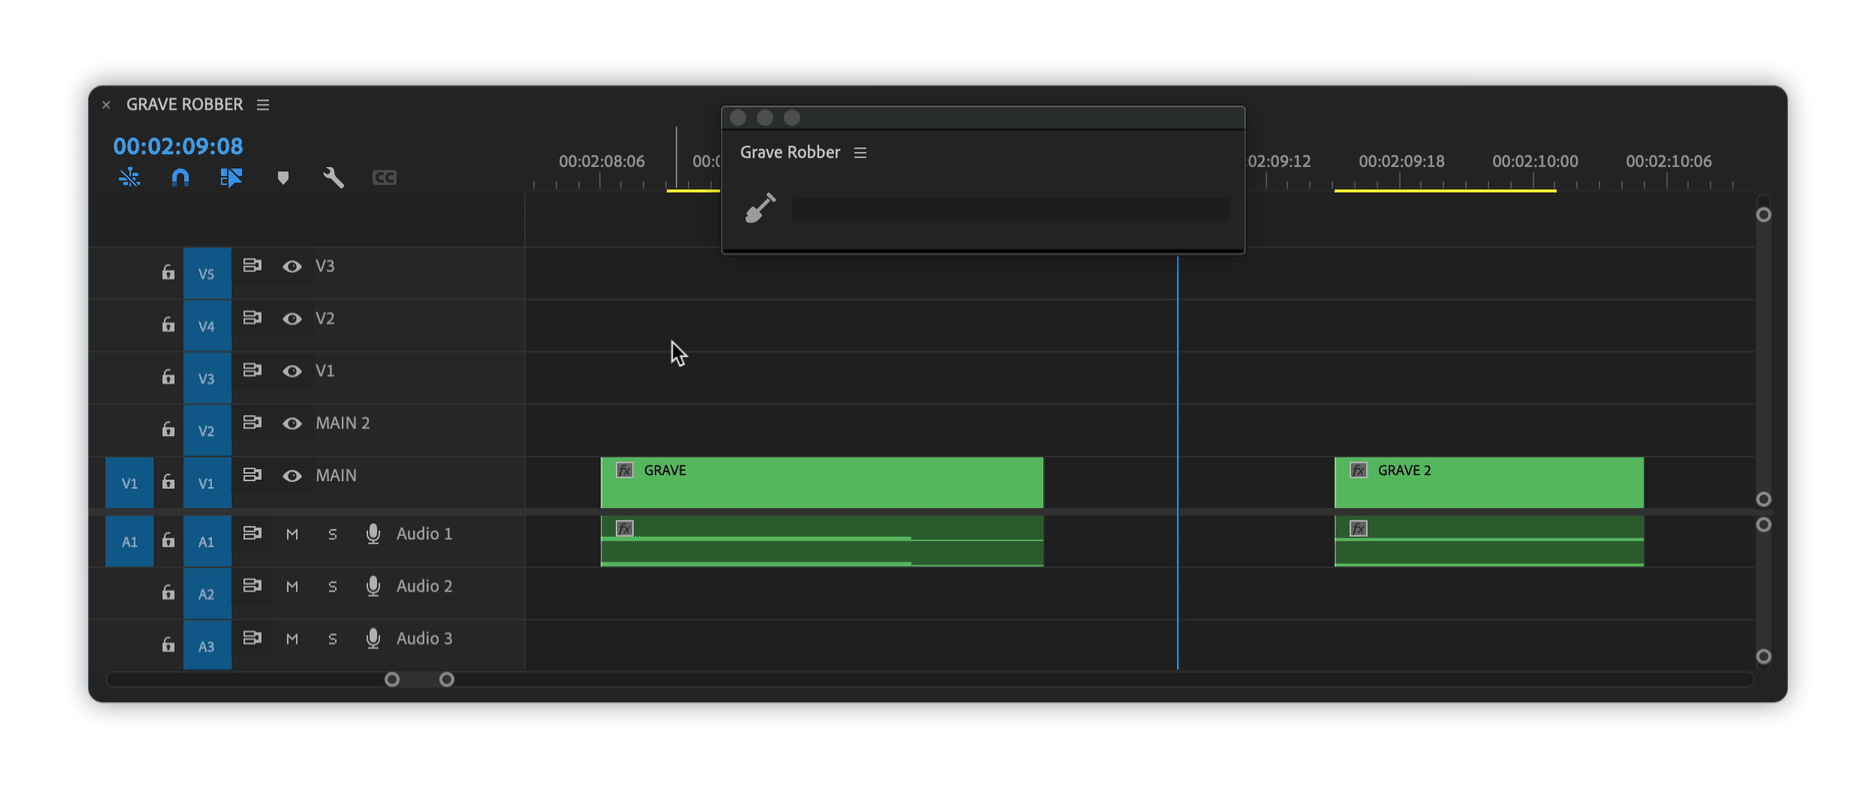 × GRAVE ROBBER
00:02:09:08
CC
00:02:08:06
00:0
Grave Robber
02:09:12
00:02:09:18
00:02:10:00
00:02:10:06
V5 V3
V4 V2
V3 V1
V2 MAIN 2
V1 V1 MAIN
fx GRAVE
fx GRAVE 2
A1 A1 M S Audio 1
fx
fx
A2 M S Audio 2
A3 M S Audio 3